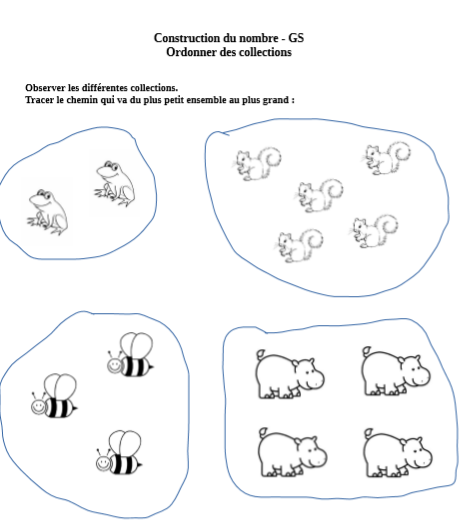 Construction du nombre - GS
Ordonner des collections
Observer les différentes collections.
Tracer le chemin qui va du plus petit ensemble au plus grand :